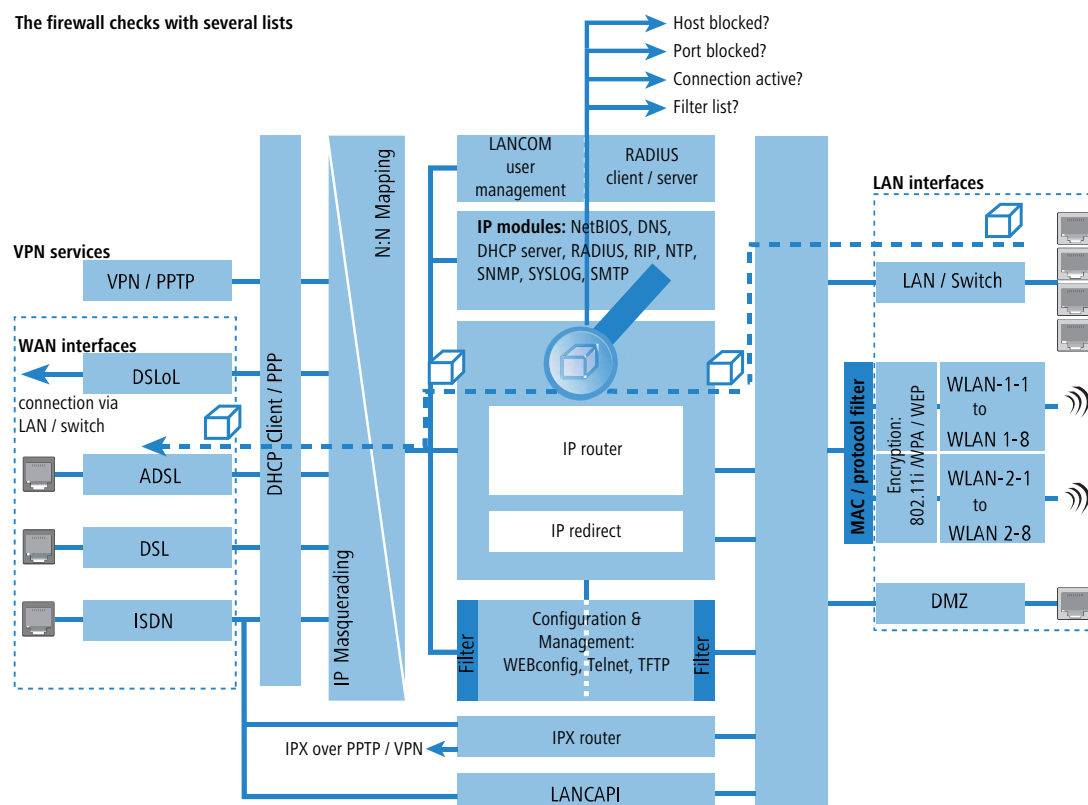 The firewall checks with several lists
Host blocked?
Port blocked?
Connection active?
Filter list?
LANCOM
user
management
RADIUS
client / server
N:N Mapping
IP Masquerading
DHCP Client / PPP
IP modules: NetBIOS, DNS,
DHCP server, RADIUS, RIP, NTP,
SNMP, SYSLOG, SMTP
VPN services
VPN / PPTP
WAN interfaces
DSLoL
connection via
LAN / switch
ADSL
DSL
ISDN
IP router
IP redirect
Filter
Configuration &
Management:
WEBconfig, Telnet, TFTP
Filter
IPX over PPTP / VPN
IPX router
LANCAPI
LAN interfaces
LAN / Switch
MAC / protocol filter
Encryption:
802.11i /WPA / WEP
WLAN-1-1
to
WLAN 1-8
WLAN-2-1
to
WLAN 2-8
DMZ